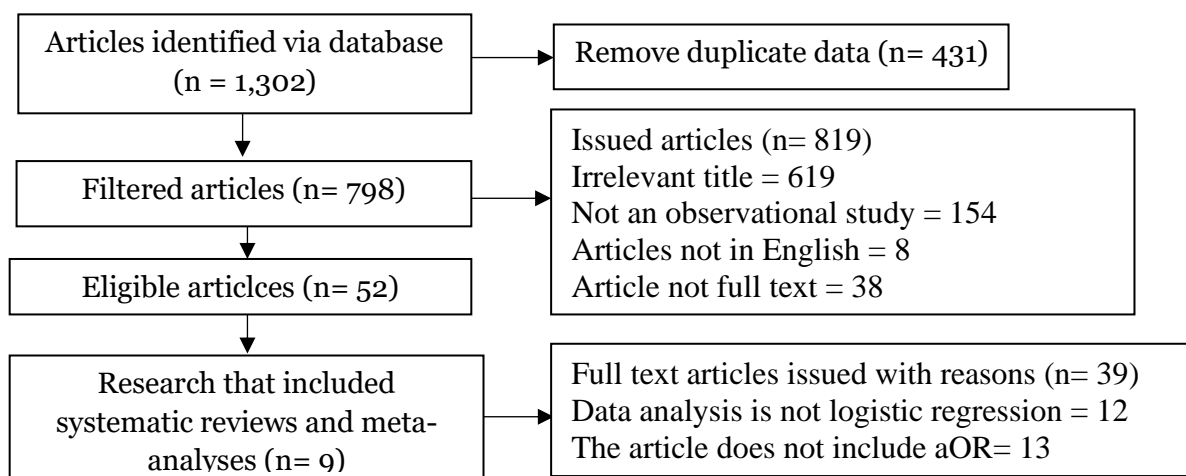 Articles identified via database
(n = 1,302)
Remove duplicate data (n= 431)
Filtered articles (n= 798)
Issued articles (n= 819)
Irrelevant title = 619
Not an observational study = 154
Articles not in English = 8
Article not full text = 38
Eligible articlces (n= 52)
Research that included
systematic reviews and meta-
analyses (n= 9)
Full text articles issued with reasons (n= 39)
Data analysis is not logistic regression = 12
The article does not include aOR= 13